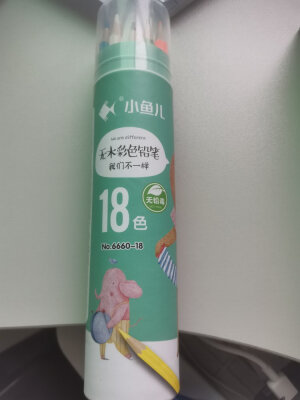 小鱼儿
We are different
无木彩色铅笔
我们不一样
18色
无铅毒
No.6660-18